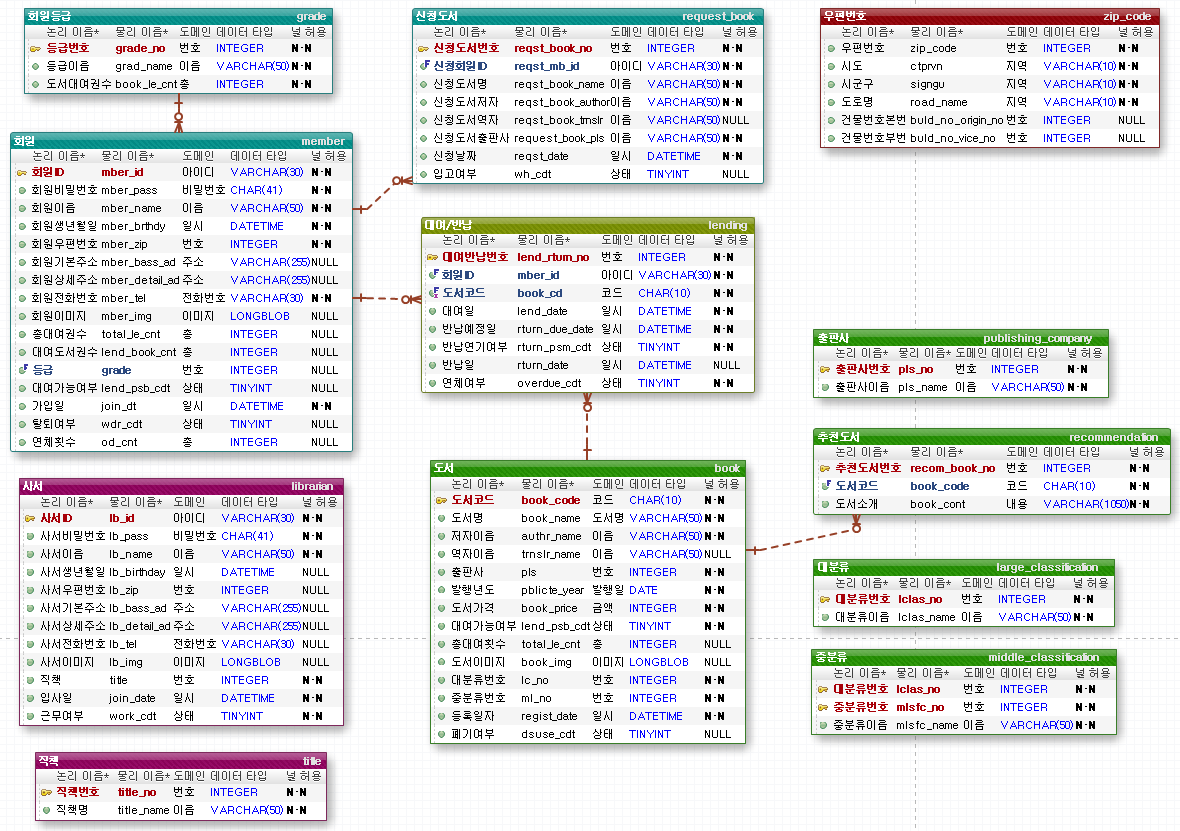 회원등급 grade
논리 이름* 물리 이름* 도메인 데이터 타입 널 허용
등급번호 grade_no 번호 INTEGER N-N
등급이름 grad_name 이름 VARCHAR(50) N-N
도서대여권수 book_le_cnt 총 INTEGER N-N
회원 member
논리 이름* 물리 이름* 도메인 데이터 타입 널 허용
회원ID mber_id 아이디 VARCHAR(30) N-N
회원비밀번호 mber_pass 비밀번호 CHAR(41) N-N
회원이름 mber_name 이름 VARCHAR(50) N-N
회원생년월일 mber_brthdy 일시 DATETIME N-N
회원우편번호 mber_zip 번호 INTEGER N-N
회원기본주소 mber_bass_ad 주소 VARCHAR(255) NULL
회원상세주소 mber_detail_ad 주소 VARCHAR(255) NULL
회원전화번호 mber_tel 전화번호 VARCHAR(30) N-N
회원이미지 mber_img 이미지 LONGBLOB NULL
총대여권수 total_le_cnt 총 INTEGER NULL
대여도서권수 lend_book_cnt 총 INTEGER NULL
등급 grade 번호 INTEGER NULL
대여가능여부 lend_psb_cdt 상태 TINYINT NULL
가입일 join_dt 일시 DATETIME N-N
탈퇴여부 wdr_cdt 상태 TINYINT NULL
연체횟수 od_cnt 총 INTEGER NULL
사서 librarian
논리 이름* 물리 이름* 도메인 데이터 타입 널 허용
사서ID lb_id 아이디 VARCHAR(30) N-N
사서비밀번호 lb_pass 비밀번호 CHAR(41) N-N
사서이름 lb_name 이름 VARCHAR(50) N-N
사서생년월일 lb_birthday 일시 DATETIME NULL
사서우편번호 lb_zip 번호 INTEGER NULL
사서기본주소 lb_bass_ad 주소 VARCHAR(255) NULL
사서상세주소 lb_detail_ad 주소 VARCHAR(255) NULL
사서전화번호 lb_tel 전화번호 VARCHAR(30) NULL
사서이미지 lb_img 이미지 LONGBLOB NULL
직책 title 번호 INTEGER N-N
입사일 join_date 일시 DATETIME N-N
근무여부 work_cdt 상태 TINYINT N-N
직책 title
논리 이름* 물리 이름* 도메인 데이터 타입 널 허용
직책번호 title_no 번호 INTEGER N-N
직책명 title_name 이름 VARCHAR(50) N-N
신청도서 request_book
논리 이름* 물리 이름* 도메인 데이터 타입 널 허용
신청도서번호 reqst_book_no 번호 INTEGER N-N
신청회원ID reqst_mb_id 아이디 VARCHAR(30) N-N
신청도서명 reqst_book_name 이름 VARCHAR(50) N-N
신청도서저자 reqst_book_author 이름 VARCHAR(50) N-N
신청도서역자 reqst_book_trnslr 이름 VARCHAR(50) NULL
신청도서출판사 request_book_pls 이름 VARCHAR(50) N-N
신청날짜 reqst_date 일시 DATETIME N-N
입고여부 wh_cdt 상태 TINYINT NULL
대여/반납 lending
논리 이름* 물리 이름* 도메인 데이터 타입 널 허용
대여반납번호 lend_rturn_no 번호 INTEGER N-N
회원ID mber_id 아이디 VARCHAR(30) N-N
도서코드 book_cd 코드 CHAR(10) N-N
대여일 lend_date 일시 DATETIME N-N
반납예정일 rturn_due_date 일시 DATETIME N-N
반납연기여부 rturn_psm_cdt 상태 TINYINT N-N
반납일 rturn_date 일시 DATETIME NULL
연체여부 overdue_cdt 상태 TINYINT N-N
도서 book
논리 이름* 물리 이름* 도메인 데이터 타입 널 허용
도서코드 book_code 코드 CHAR(10) N-N
도서명 book_name 도서명 VARCHAR(50) N-N
저자이름 authr_name 이름 VARCHAR(50) N-N
역자이름 trnslr_name 이름 VARCHAR(50) NULL
출판사 pls 번호 INTEGER N-N
발행년도 pblicte_year 발행일 DATE N-N
도서가격 book_price 금액 INTEGER N-N
대여가능여부 lend_psb_cdt 상태 TINYINT N-N
총대여횟수 total_le_cnt 총 INTEGER NULL
도서이미지 book_img 이미지 LONGBLOB NULL
대분류번호 lc_no 번호 INTEGER N-N
중분류번호 ml_no 번호 INTEGER N-N
등록일자 regist_date 일시 DATETIME N-N
폐기여부 dsuse_cdt 상태 TINYINT NULL
우편번호 zip_code
논리 이름* 물리 이름* 도메인 데이터 타입 널 허용
우편번호 zip_code 번호 INTEGER N-N
시도 ctprvn 지역 VARCHAR(10) N-N
시군구 signgu 지역 VARCHAR(10) N-N
도로명 road_name 지역 VARCHAR(10) N-N
건물번호본번 buld_no_origin_no 번호 INTEGER NULL
건물번호부번 buld_no_vice_no 번호 INTEGER NULL
출판사 publishing_company
논리 이름* 물리 이름* 도메인 데이터 타입 널 허용
출판사번호 pls_no 번호 INTEGER N-N
출판사이름 pls_name 이름 VARCHAR(50) N-N
추천도서 recommendation
논리 이름* 물리 이름* 도메인 데이터 타입 널 허용
추천도서번호 recom_book_no 번호 INTEGER N-N
도서코드 book_code 코드 CHAR(10) N-N
도서소개 book_cont 내용 VARCHAR(1050) N-N
대분류 large_classification
논리 이름* 물리 이름* 도메인 데이터 타입 널 허용
대분류번호 lclas_no 번호 INTEGER N-N
대분류이름 lclas_name 이름 VARCHAR(50) N-N
중분류 middle_classification
논리 이름* 물리 이름* 도메인 데이터 타입 널 허용
대분류번호 lclas_no 번호 INTEGER N-N
중분류번호 mlsfc_no 번호 INTEGER N-N
중분류이름 mlsfc_name 이름 VARCHAR(50) N-N